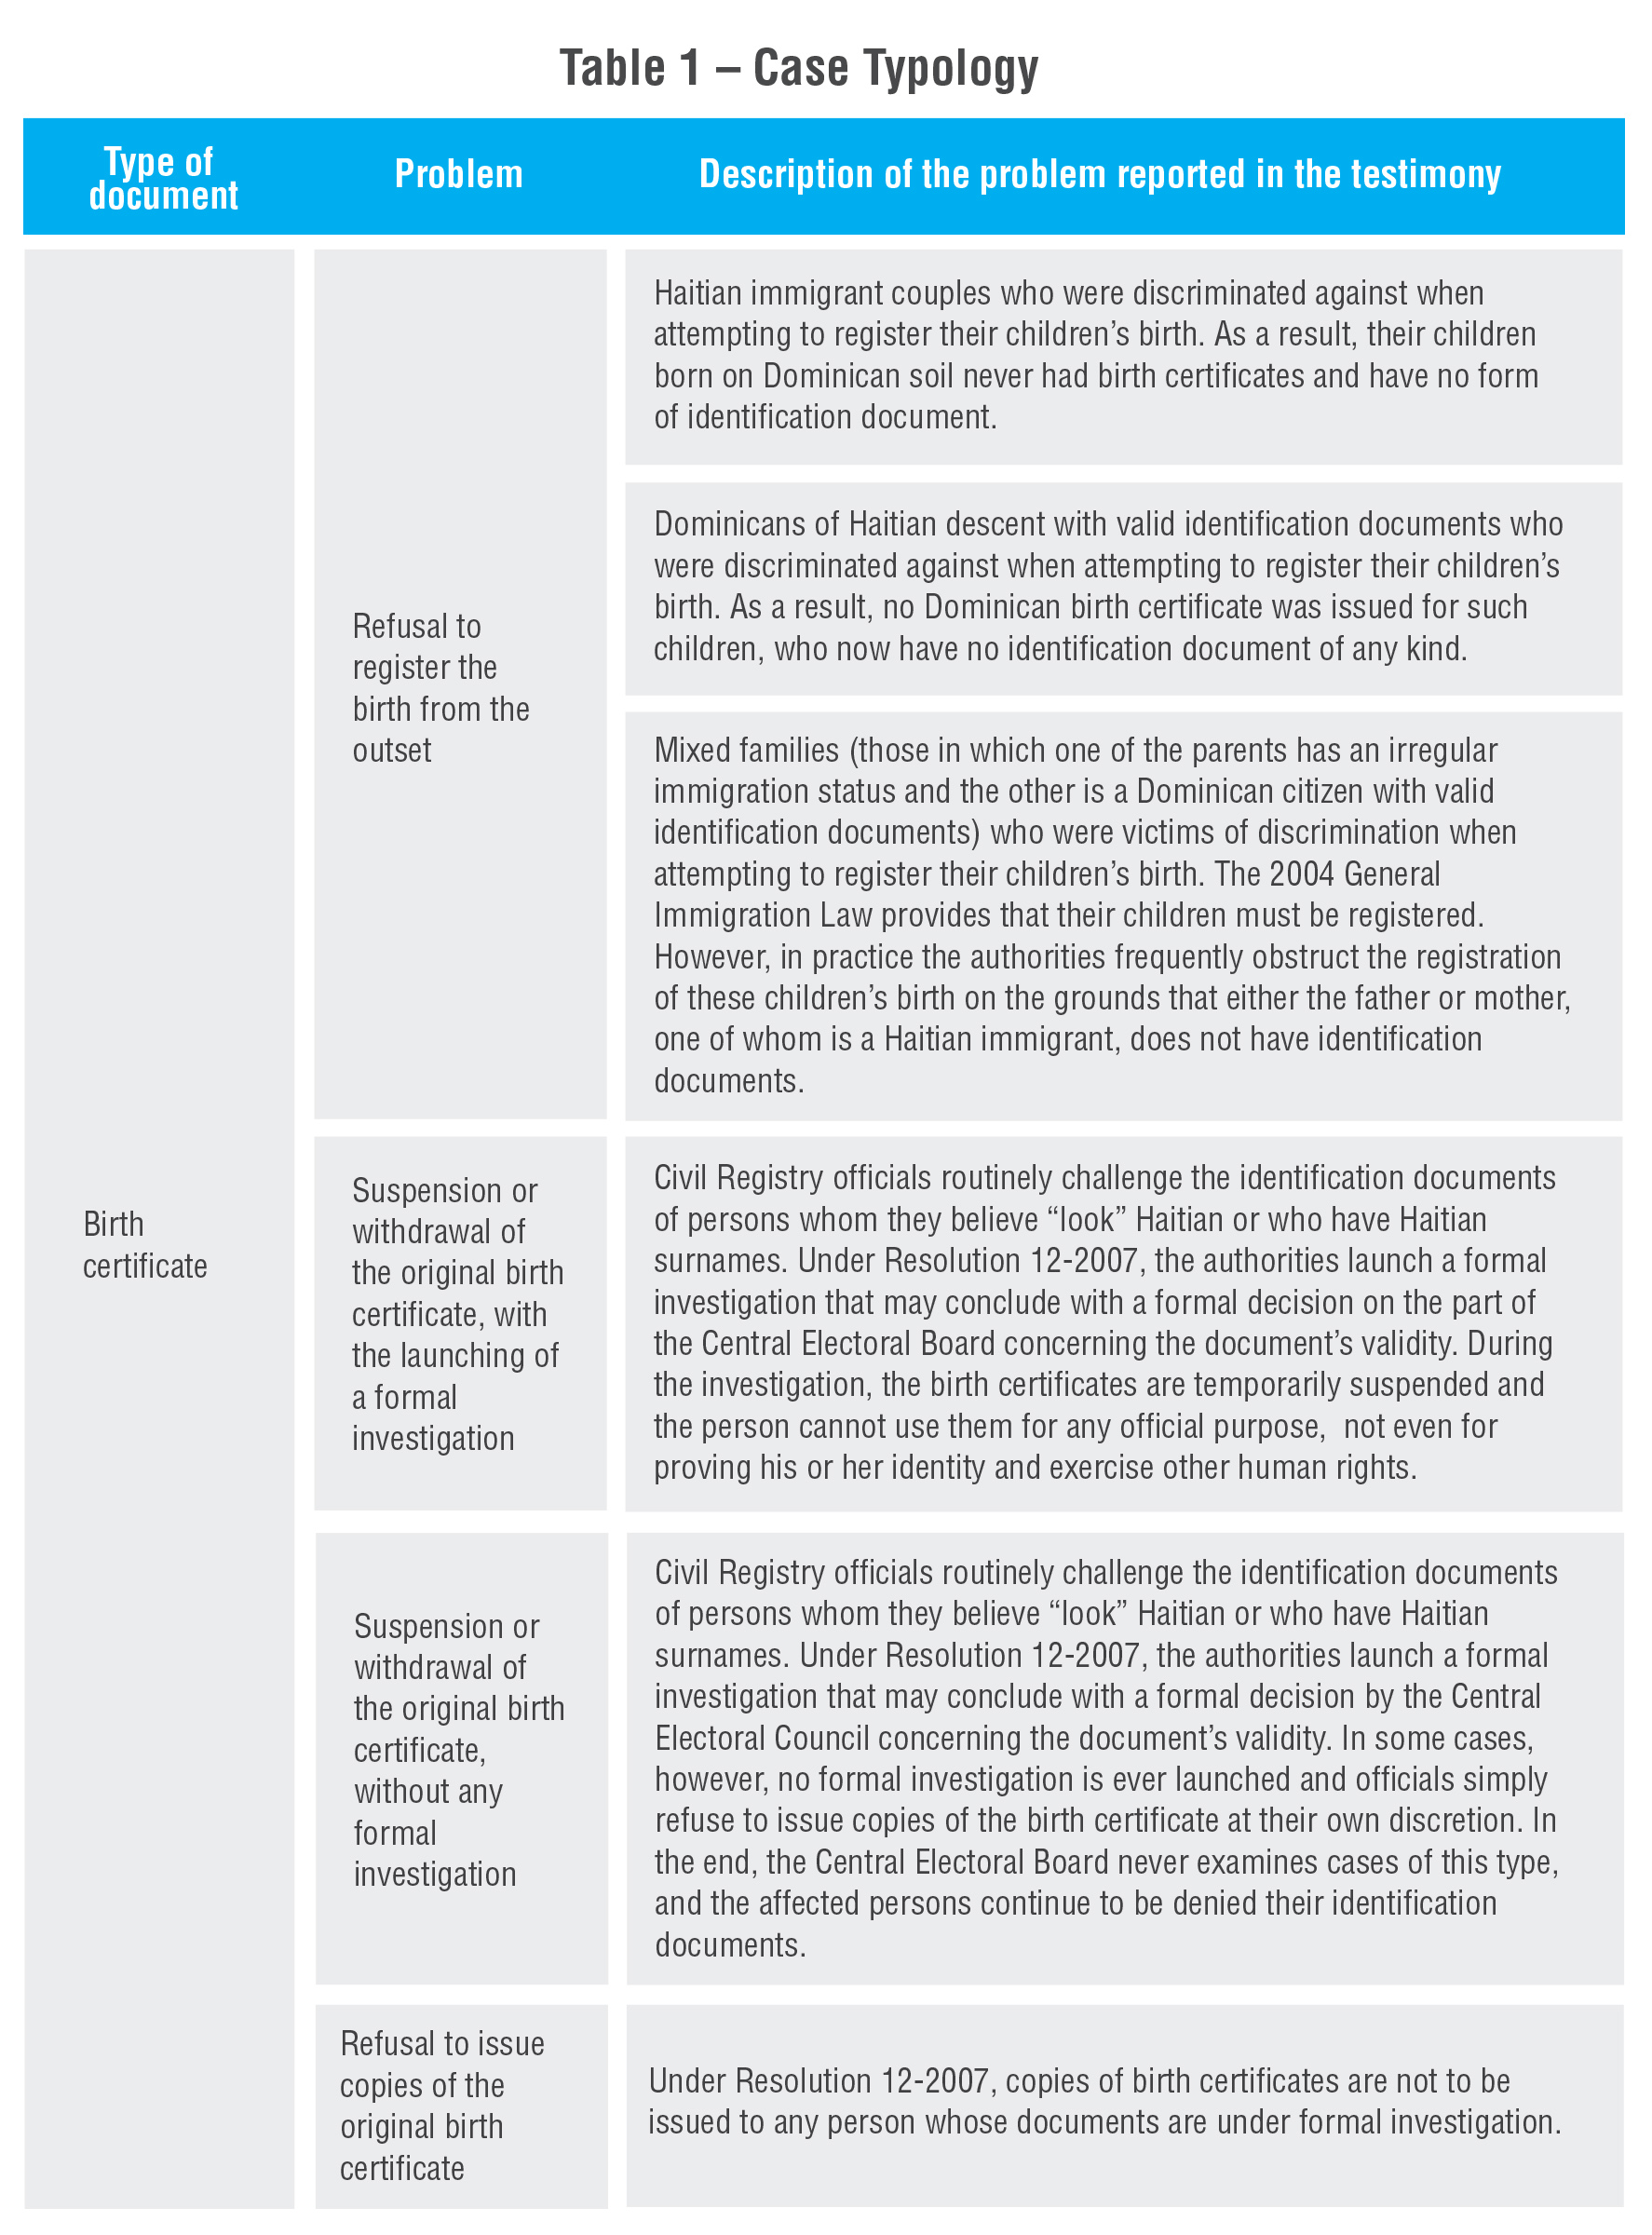 Table 1 – Case Typology
Type of
document
Problem
Description of the problem reported in the testimony
Birth
certificate
Refusal to
register the
birth from the
outset
Haitian immigrant couples who were discriminated against when
attempting to register their children’s birth. As a result, their children
born on Dominican soil never had birth certificates and have no form
of identification document.
Dominicans of Haitian descent with valid identification documents who
were discriminated against when attempting to register their children’s
birth. As a result, no Dominican birth certificate was issued for such
children, who now have no identification document of any kind.
Mixed families (those in which one of the parents has an irregular
immigration status and the other is a Dominican citizen with valid
identification documents) who were victims of discrimination when
attempting to register their children’s birth. The 2004 General
Immigration Law provides that their children must be registered.
However, in practice the authorities frequently obstruct the registration
of these children’s birth on the grounds that either the father or mother,
one of whom is a Haitian immigrant, does not have identification
documents.
Suspension or
withdrawal of
the original birth
certificate, with
the launching of
a formal
investigation
Civil Registry officials routinely challenge the identification documents
of persons whom they believe “look” Haitian or who have Haitian
surnames. Under Resolution 12-2007, the authorities launch a formal
investigation that may conclude with a formal decision on the part of
the Central Electoral Board concerning the document’s validity. During
the investigation, the birth certificates are temporarily suspended and
the person cannot use them for any official purpose,  not even for
proving his or her identity and exercise other human rights.
Suspension or
withdrawal of
the original birth
certificate,
without any
formal
investigation
Civil Registry officials routinely challenge the identification documents
of persons whom they believe “look” Haitian or who have Haitian
surnames. Under Resolution 12-2007, the authorities launch a formal
investigation that may conclude with a formal decision by the Central
Electoral Council concerning the document’s validity. In some cases,
however, no formal investigation is ever launched and officials simply
refuse to issue copies of the birth certificate at their own discretion. In
the end, the Central Electoral Board never examines cases of this type,
and the affected persons continue to be denied their identification
documents.
Refusal to issue
copies of the
original birth
certificate
Under Resolution 12-2007, copies of birth certificates are not to be
issued to any person whose documents are under formal investigation.